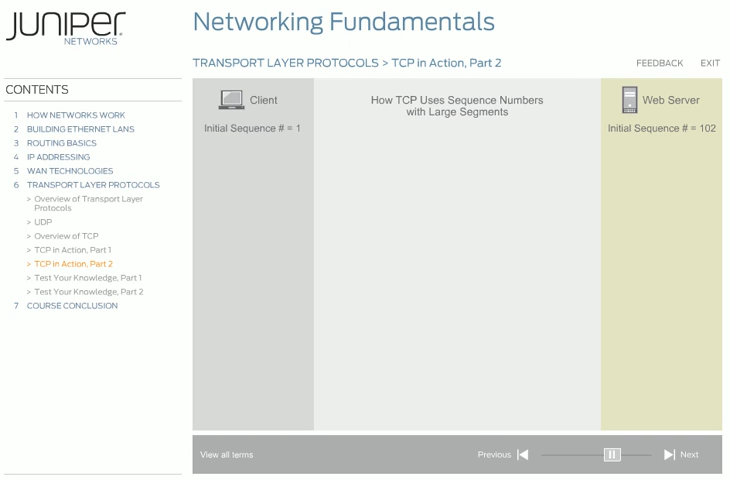 JUNIPER
NETWORKS
Networking Fundamentals
TRANSPORT LAYER PROTOCOLS > TCP in Action, Part 2
FEEDBACK EXIT
CONTENTS
1 HOW NETWORKS WORK
2 BUILDING ETHERNET LANS
3 ROUTING BASICS
4 IP ADDRESSING
5 WAN TECHNOLOGIES
6 TRANSPORT LAYER PROTOCOLS
> Overview of Transport Layer
Protocols
> UDP
> Overview of TCP
> TCP in Action, Part 1
> TCP in Action, Part 2
> Test Your Knowledge, Part 1
> Test Your Knowledge, Part 2
7 COURSE CONCLUSION
Client
Initial Sequence # = 1
How TCP Uses Sequence Numbers
with Large Segments
Web Server
Initial Sequence # = 102
View all terms
Previous
Next